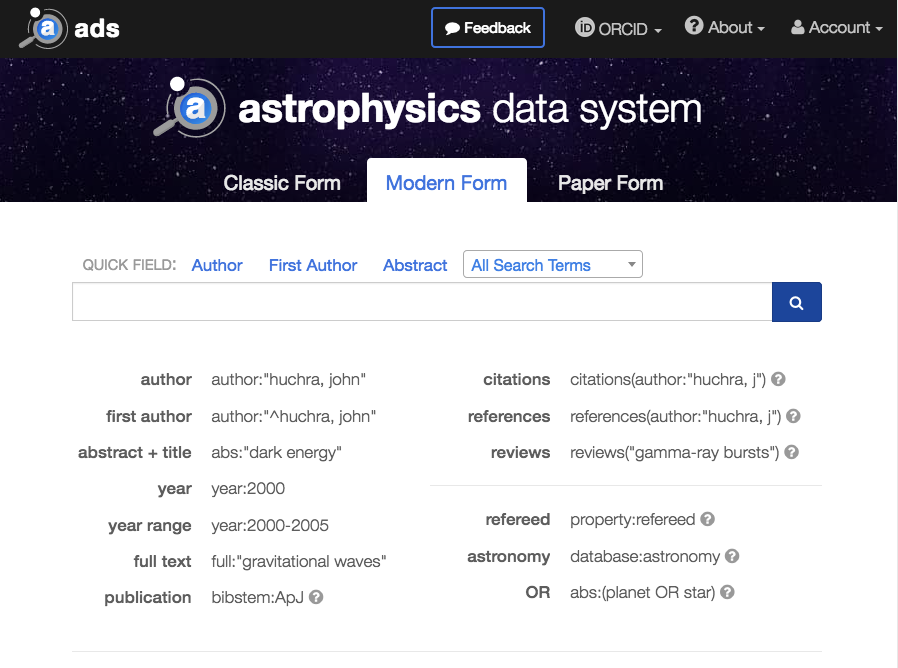 a ads
Feedback
iD ORCID
About
Account
a astrophysics data system
Classic Form
Modern Form
Paper Form
QUICK FIELD: Author First Author Abstract All Search Terms
author author:"huchra, john"
first author author:"^huchra, john"
abstract + title abs:"dark energy"
year year:2000
year range year:2000-2005
full text full:"gravitational waves"
publication bibstem:ApJ ?
citations citations(author:"huchra, j") ?
references references(author:"huchra, j") ?
reviews reviews("gamma-ray bursts") ?
refereed property:refereed ?
astronomy database:astronomy ?
OR abs:(planet OR star) ?